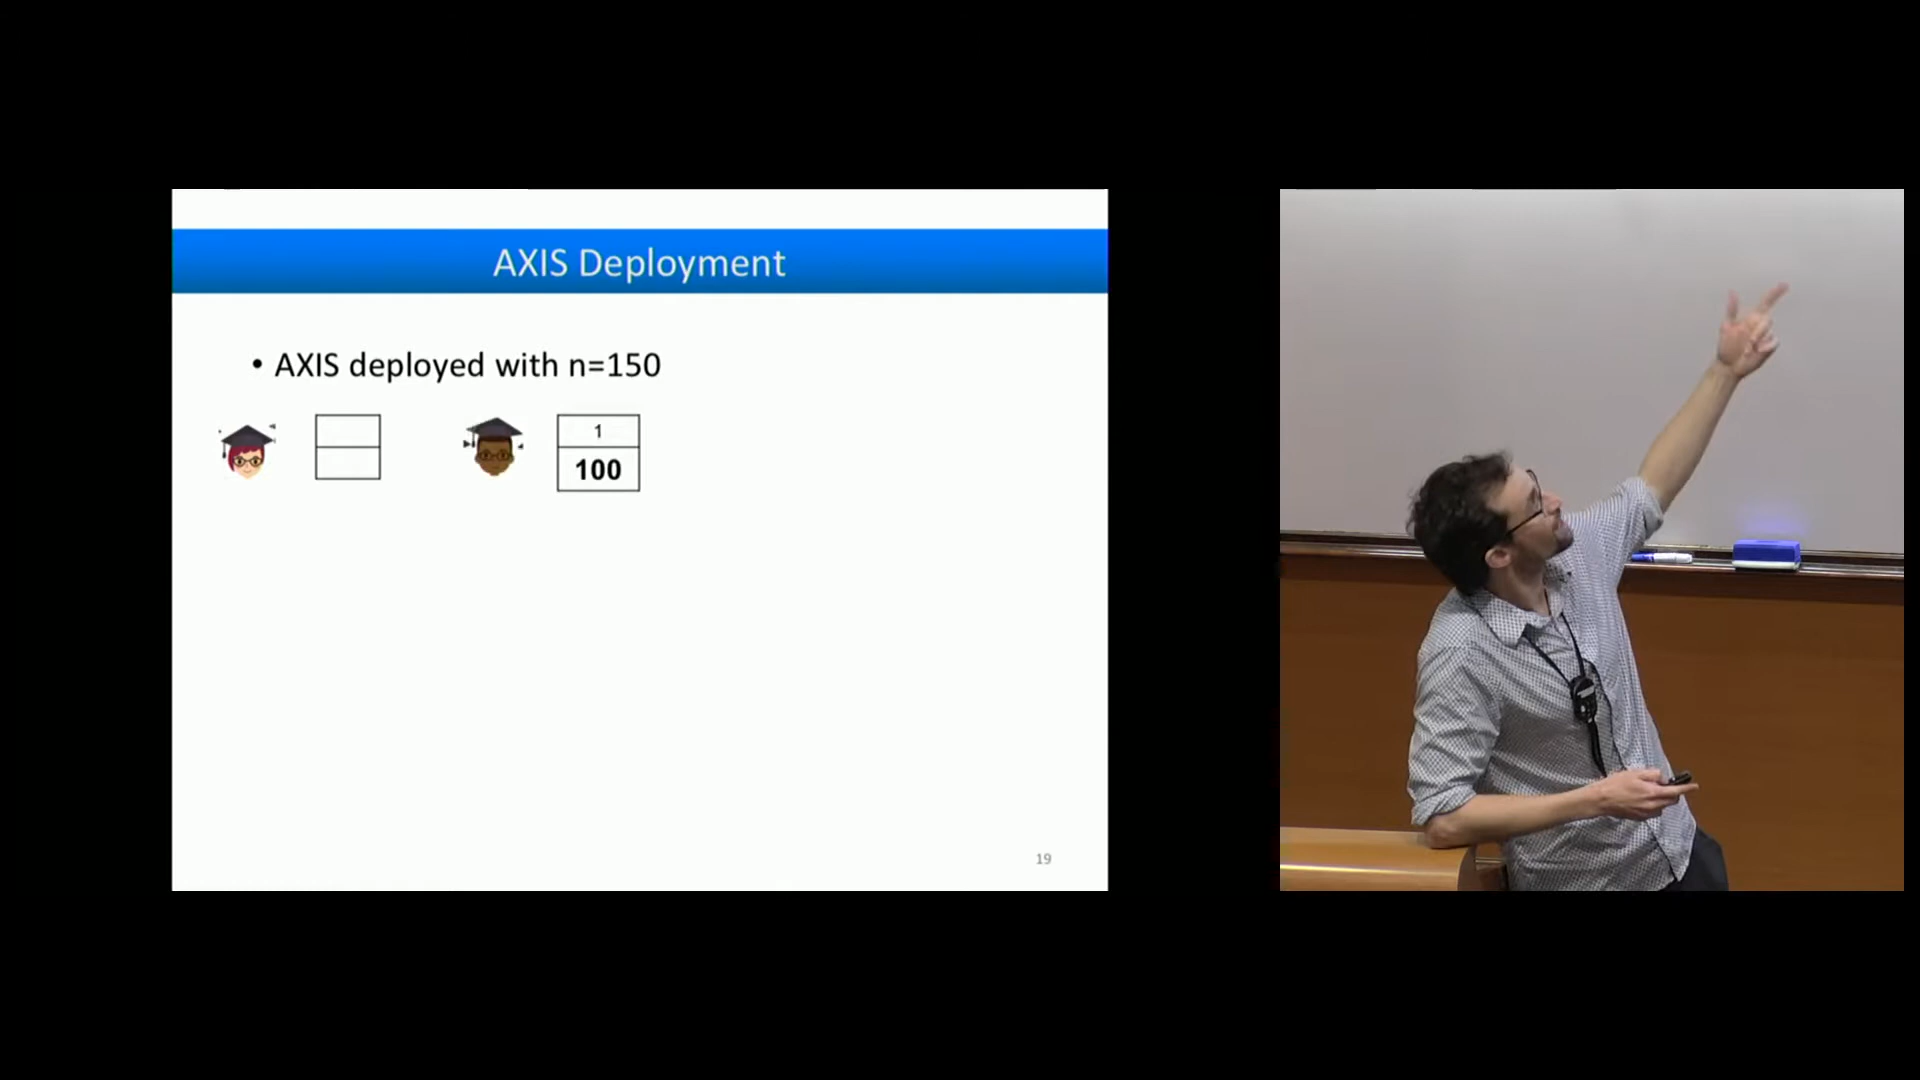 AXIS Deployment
• AXIS deployed with n=150
1
100
19